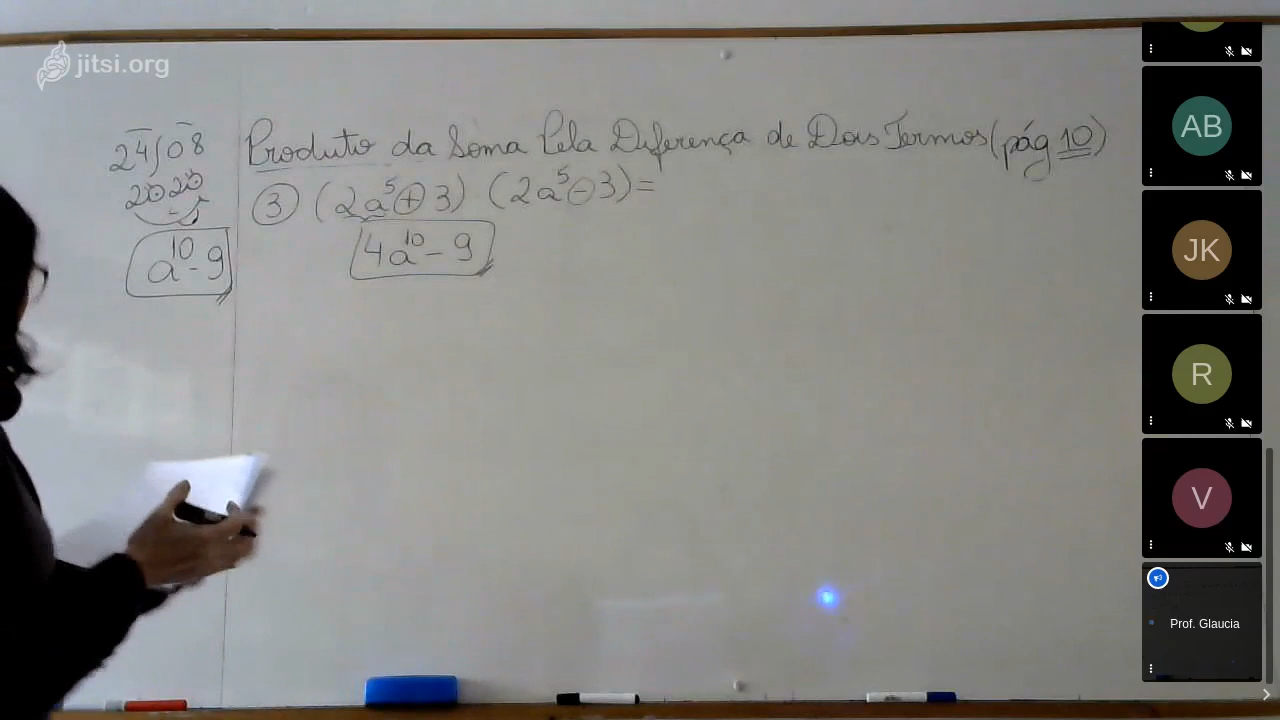 jitsi.org
24/08
2020
a¹⁰-9
Produto da Soma Pela Diferença de Dois Termos (pág 10)
③ (2a⁵+3) (2a⁵-3)=
4a¹⁰-9
AB
JK
R
V
Prof. Glaucia